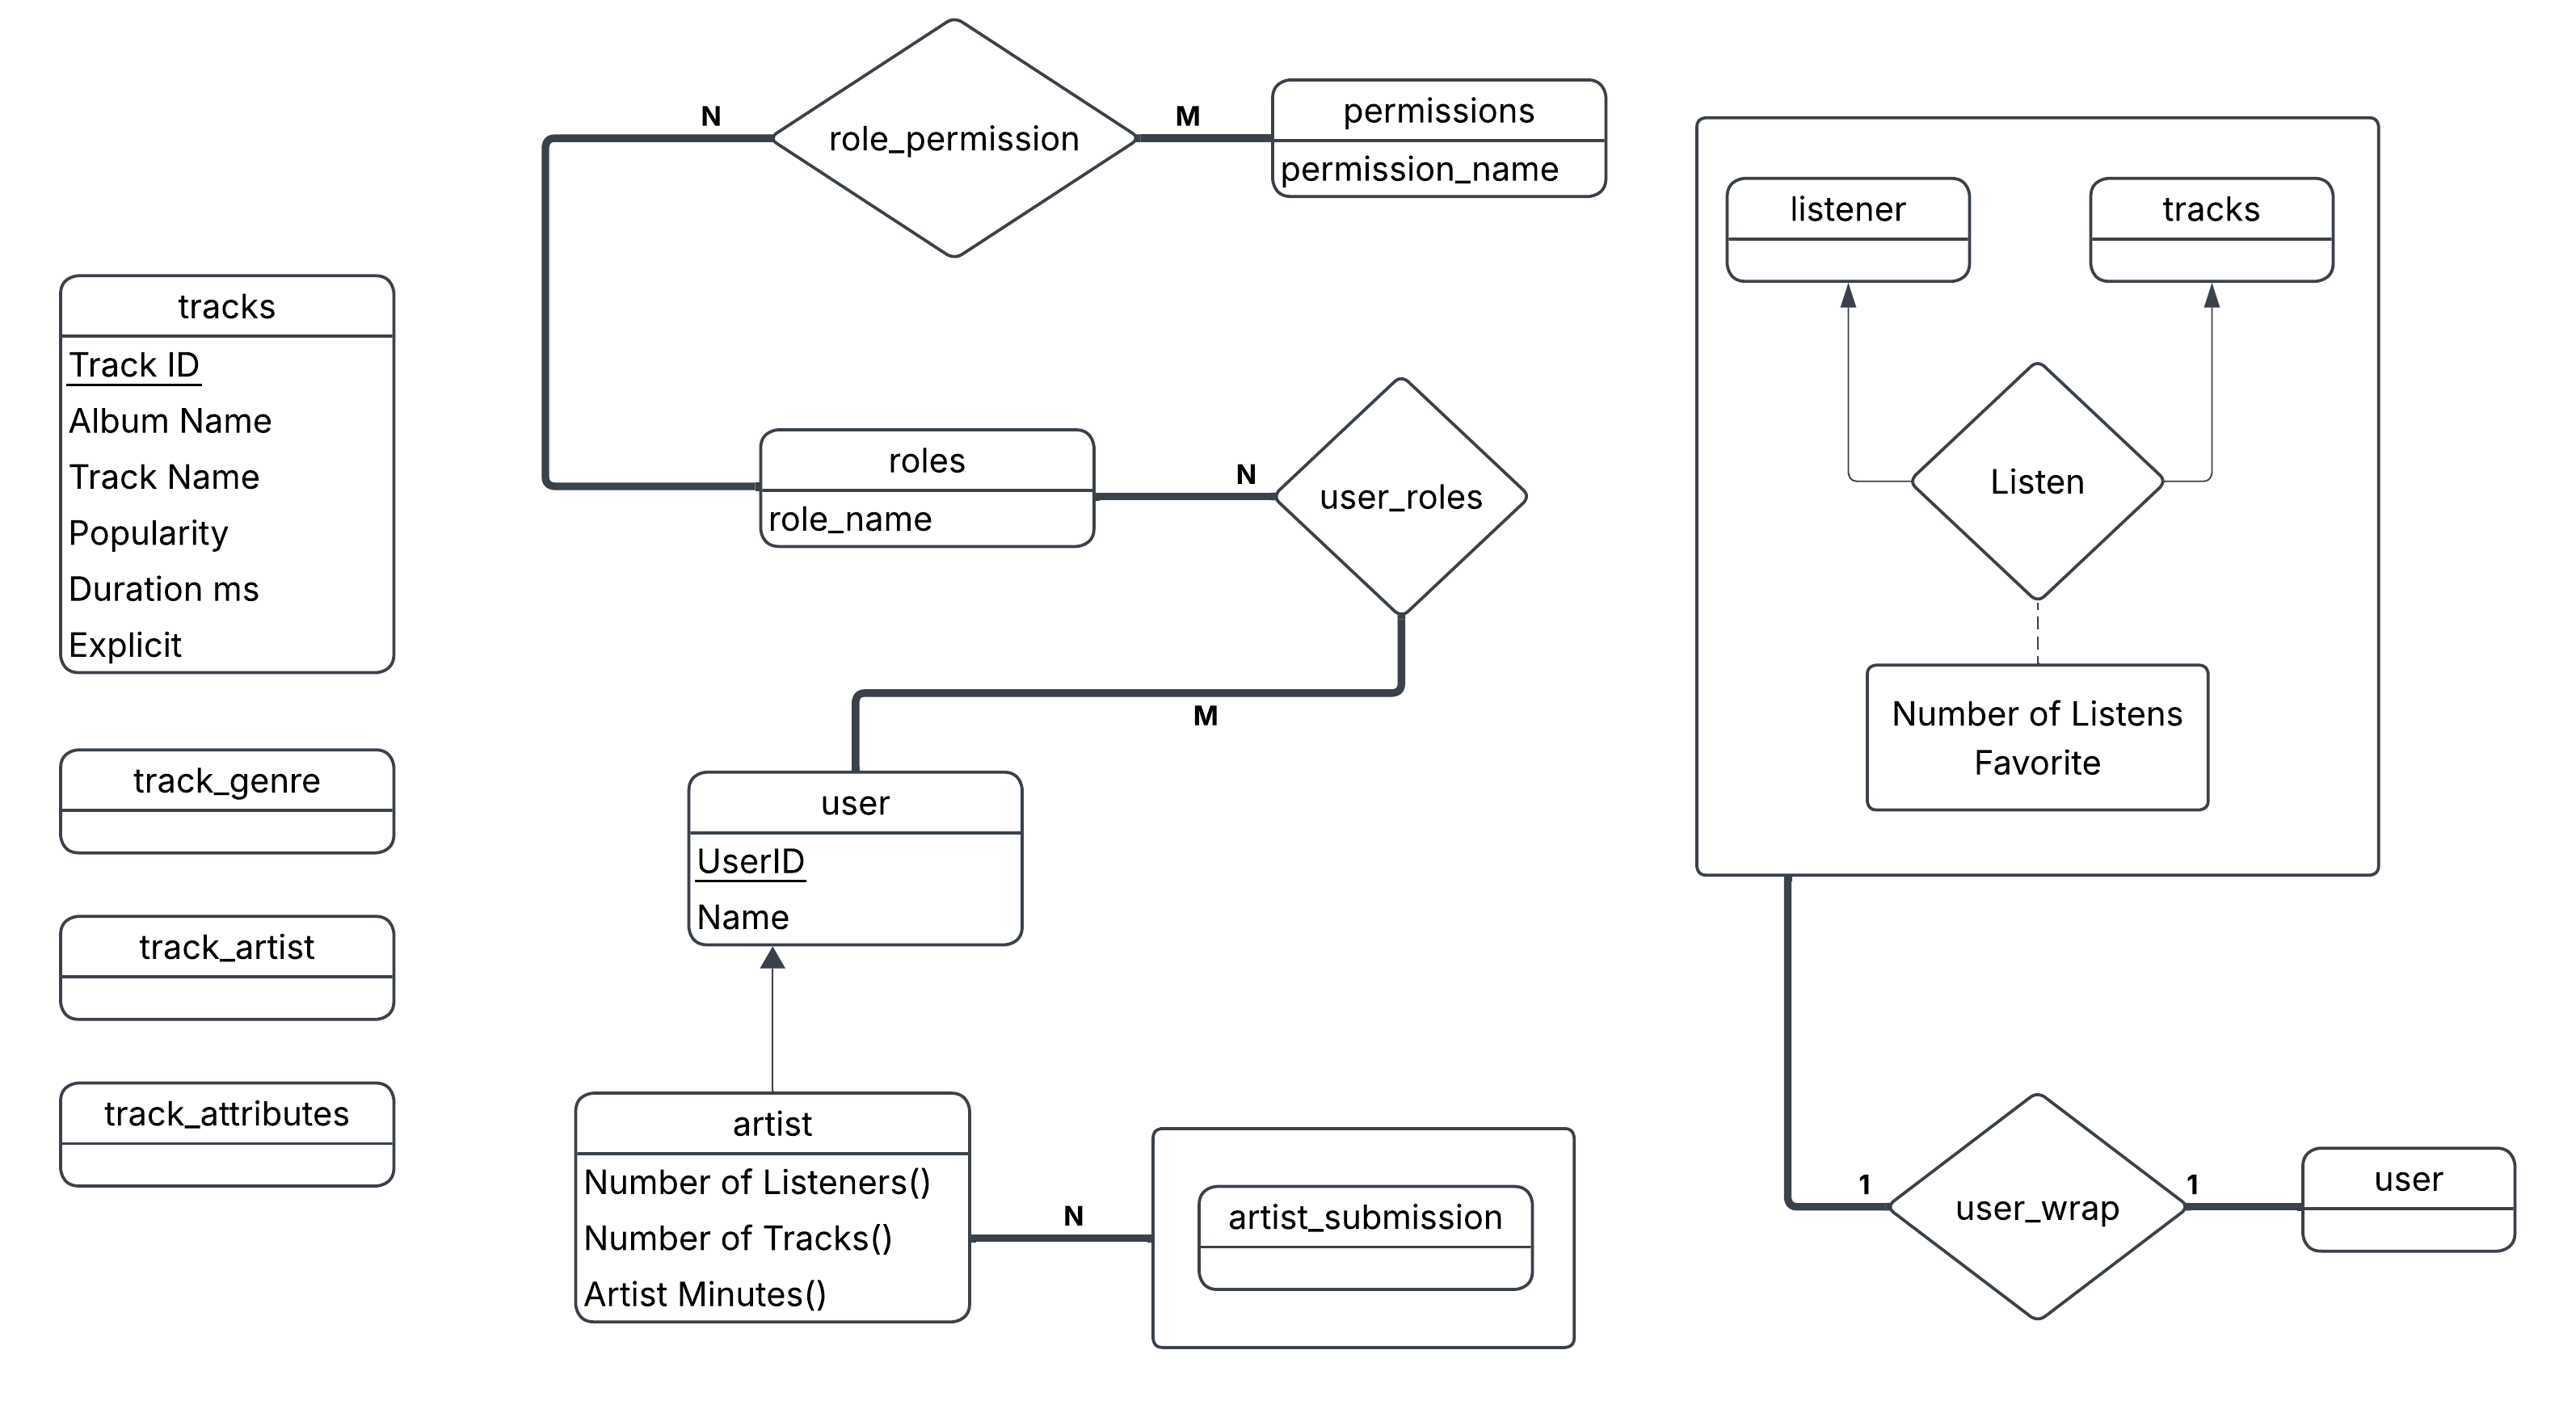 tracks
Track ID
Album Name
Track Name
Popularity
Duration ms
Explicit
track_genre
track_artist
track_attributes
N
role_permission
M
permissions
permission_name
roles
role_name
N
user_roles
M
user
UserID
Name
artist
Number of Listeners()
Number of Tracks()
Artist Minutes()
N
artist_submission
listener
tracks
Listen
Number of Listens
Favorite
1
user_wrap
1
user